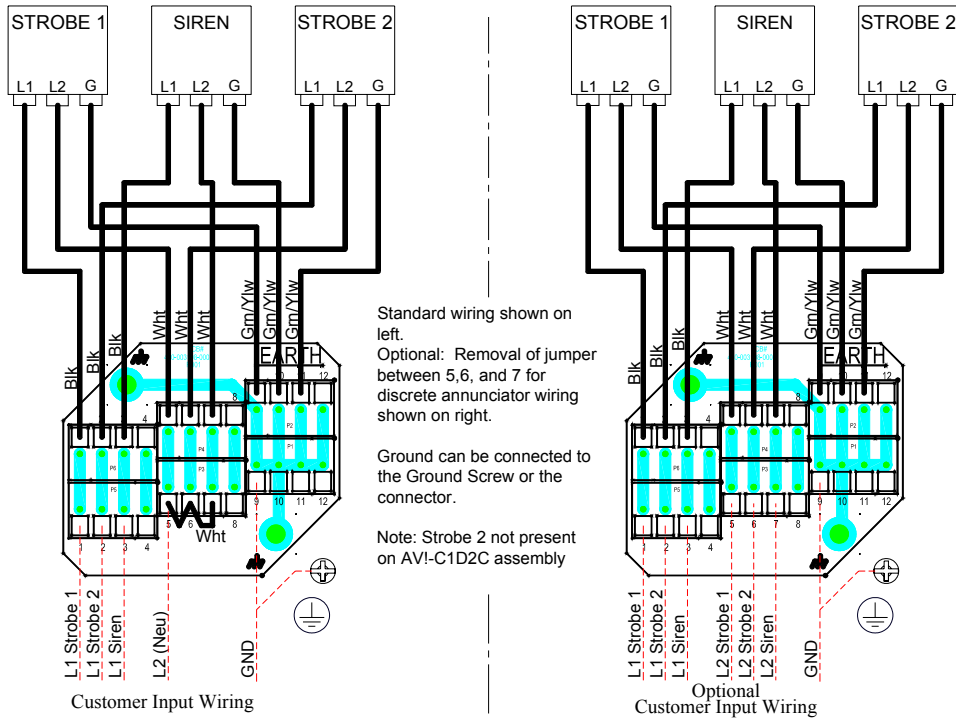 STROBE 1
SIREN
STROBE 2
L1 L2 G
L1 L2 G
L1 L2 G
Blk
Blk
Blk
Wht
Wht
Wht
Grn/Ylw
Grn/Ylw
Grn/Ylw
EARTH
4
8
10 11 12
P6
P5
P4
P3
P2
P1
1 2 3 4
5
Wht
8
9 10 11 12
L1 Strobe 1
L1 Strobe 2
L1 Siren
L2 (Neu)
GND
Customer Input Wiring
Standard wiring shown on
left.
Optional: Removal of jumper
between 5,6, and 7 for
discrete annunciator wiring
shown on right.
Ground can be connected to
the Ground Screw or the
connector.
Note: Strobe 2 not present
on AV!-C1D2C assembly
STROBE 1
SIREN
STROBE 2
L1 L2 G
L1 L2 G
L1 L2 G
Blk
Blk
Blk
Wht
Wht
Wht
Grn/Ylw
Grn/Ylw
Grn/Ylw
EARTH
4
8
10 11 12
P6
P5
P4
P3
P2
P1
1 2 3 4
5 6 7 8
9 10 11 12
L1 Strobe 1
L1 Strobe 2
L1 Siren
L2 Strobe 1
L2 Strobe 2
L2 Siren
GND
Optional
Customer Input Wiring